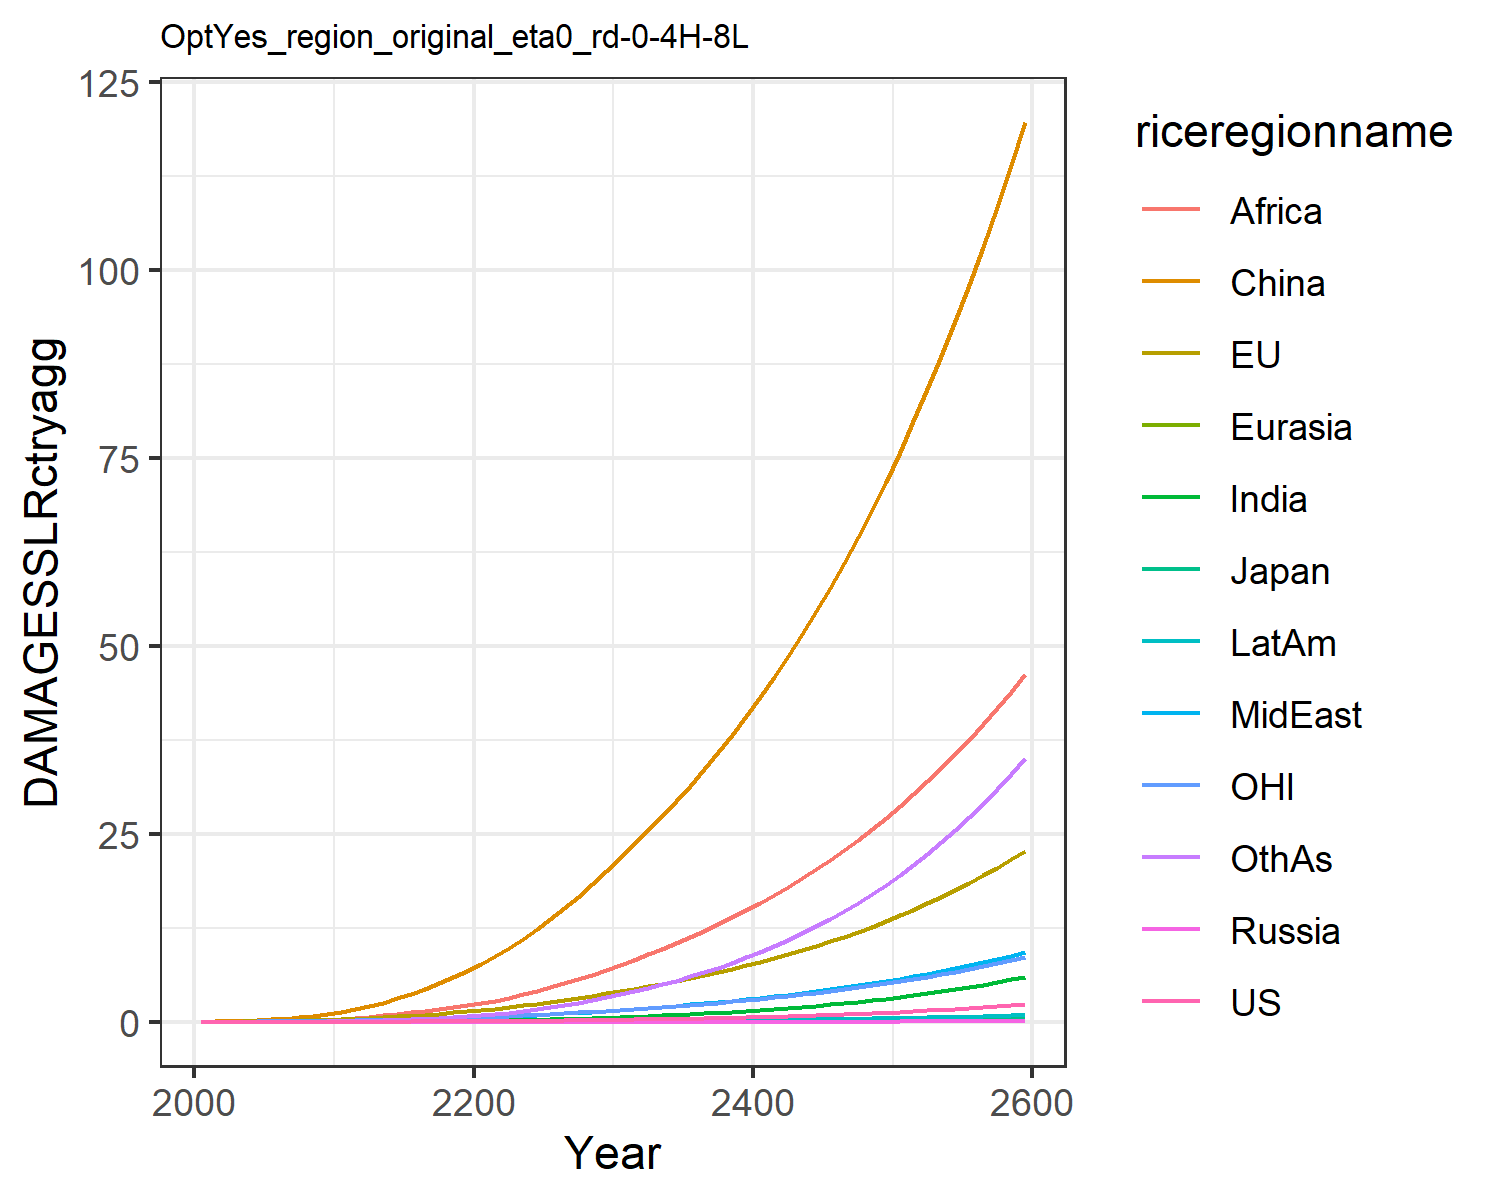 OptYes_region_original_eta0_rd-0-4H-8L
125
100
75
50
25
0
DAMAGESSLRctryagg
2000 2200 2400 2600
Year
riceregionname
Africa
China
EU
Eurasia
India
Japan
LatAm
MidEast
OHI
OthAs
Russia
US